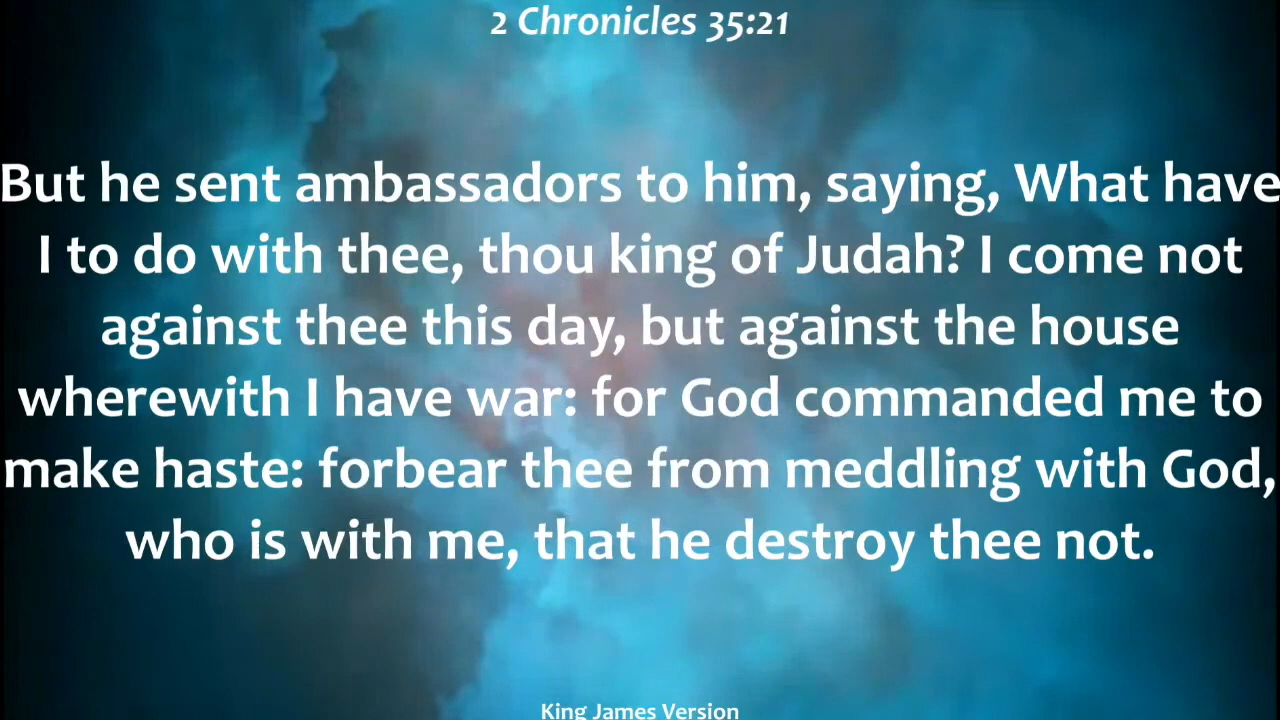 2 Chronicles 35:21
But he sent ambassadors to him, saying, What have
I to do with thee, thou king of Judah? I come not
against thee this day, but against the house
wherewith I have war: for God commanded me to
make haste: forbear thee from meddling with God,
who is with me, that he destroy thee not.
King James Version